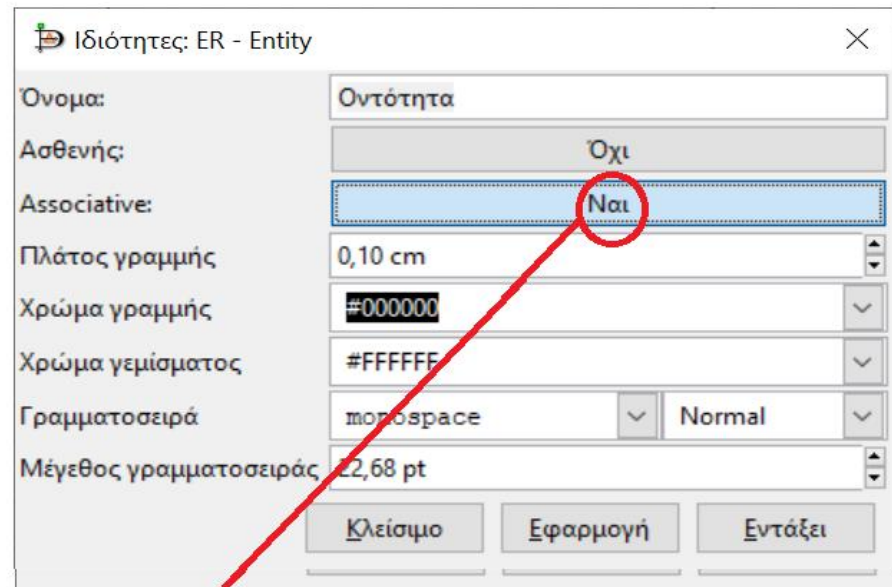 Ιδιότητες: ER - Entity
Όνομα: Οντότητα
Ασθενής: Όχι
Associative: Ναι
Πλάτος γραμμής 0,10 cm
Χρώμα γραμμής #000000
Χρώμα γεμίσματος #FFFFFF
Γραμματοσειρά monospace Normal
Μέγεθος γραμματοσειράς 22,68 pt
Κλείσιμο Εφαρμογή Εντάξει